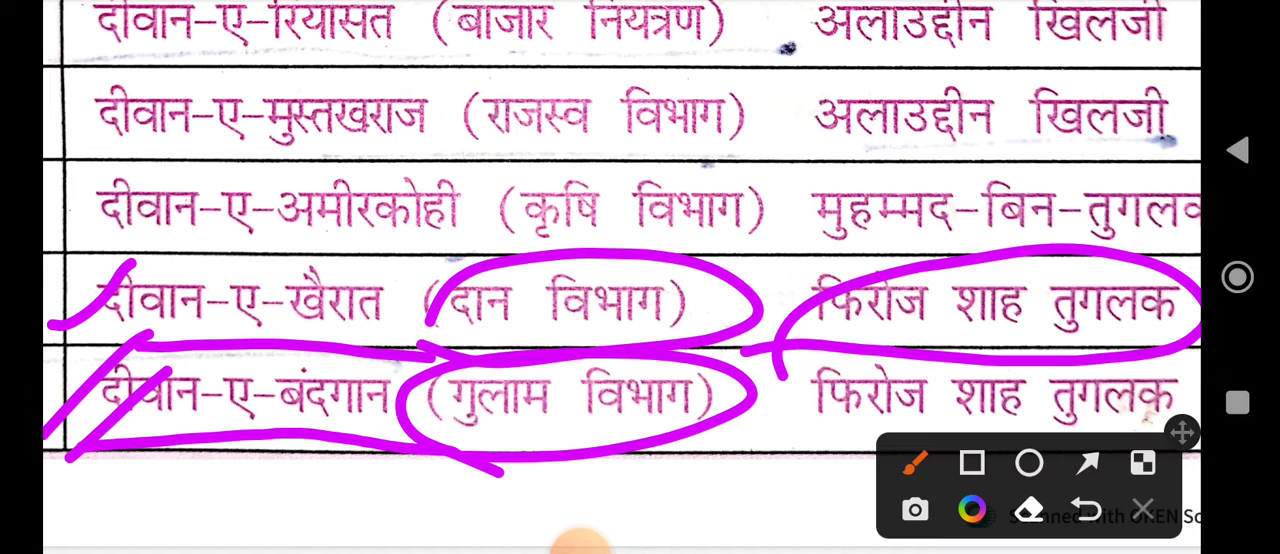 दीवान-ए-रियासत (बाजार नियंत्रण) अलाउद्दीन खिलजी
दीवान-ए-मुस्तखराज (राजस्व विभाग) अलाउद्दीन खिलजी
दीवान-ए-अमीरकोही (कृषि विभाग) मुहम्मद-बिन-तुगलक
दीवान-ए-खैरात (दान विभाग) फिरोज शाह तुगलक
दीवान-ए-बंदगान (गुलाम विभाग) फिरोज शाह तुगलक